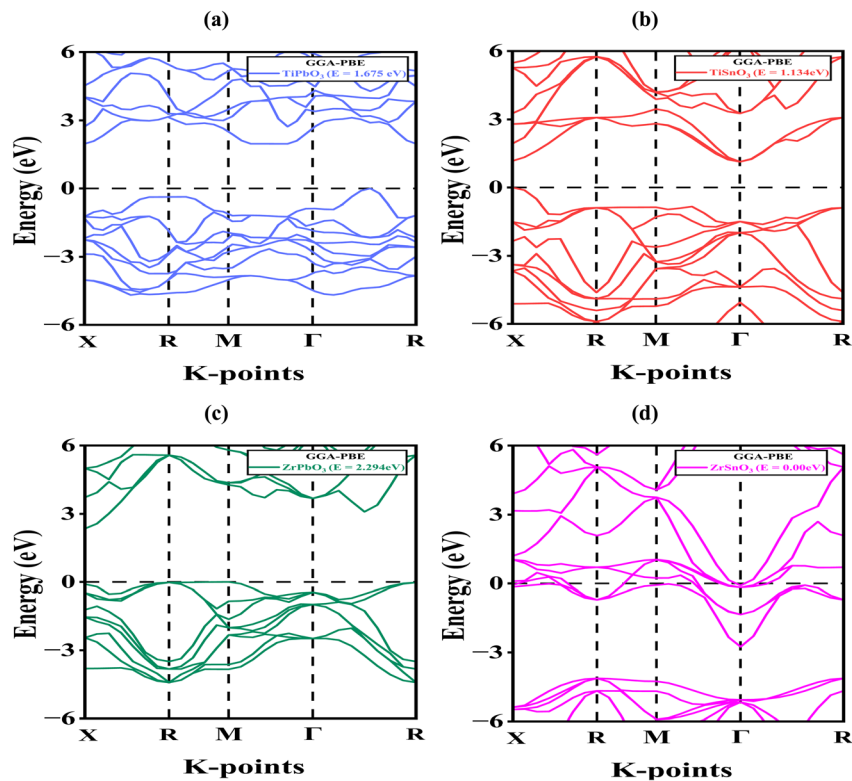 (a)
GGA-PBE
TiPbO₃ (E = 1.675 eV)
6
3
0
−3
−6
Energy (eV)
X R M Γ R
K-points
(b)
GGA-PBE
TiSnO₃ (E = 1.134eV)
6
3
0
−3
−6
Energy (eV)
X R M Γ R
K-points
(c)
GGA-PBE
ZrPbO₃ (E = 2.294eV)
6
3
0
−3
−6
Energy (eV)
X R M Γ R
K-points
(d)
GGA-PBE
ZrSnO₃ (E = 0.00eV)
6
3
0
−3
−6
Energy (eV)
X R M Γ R
K-points